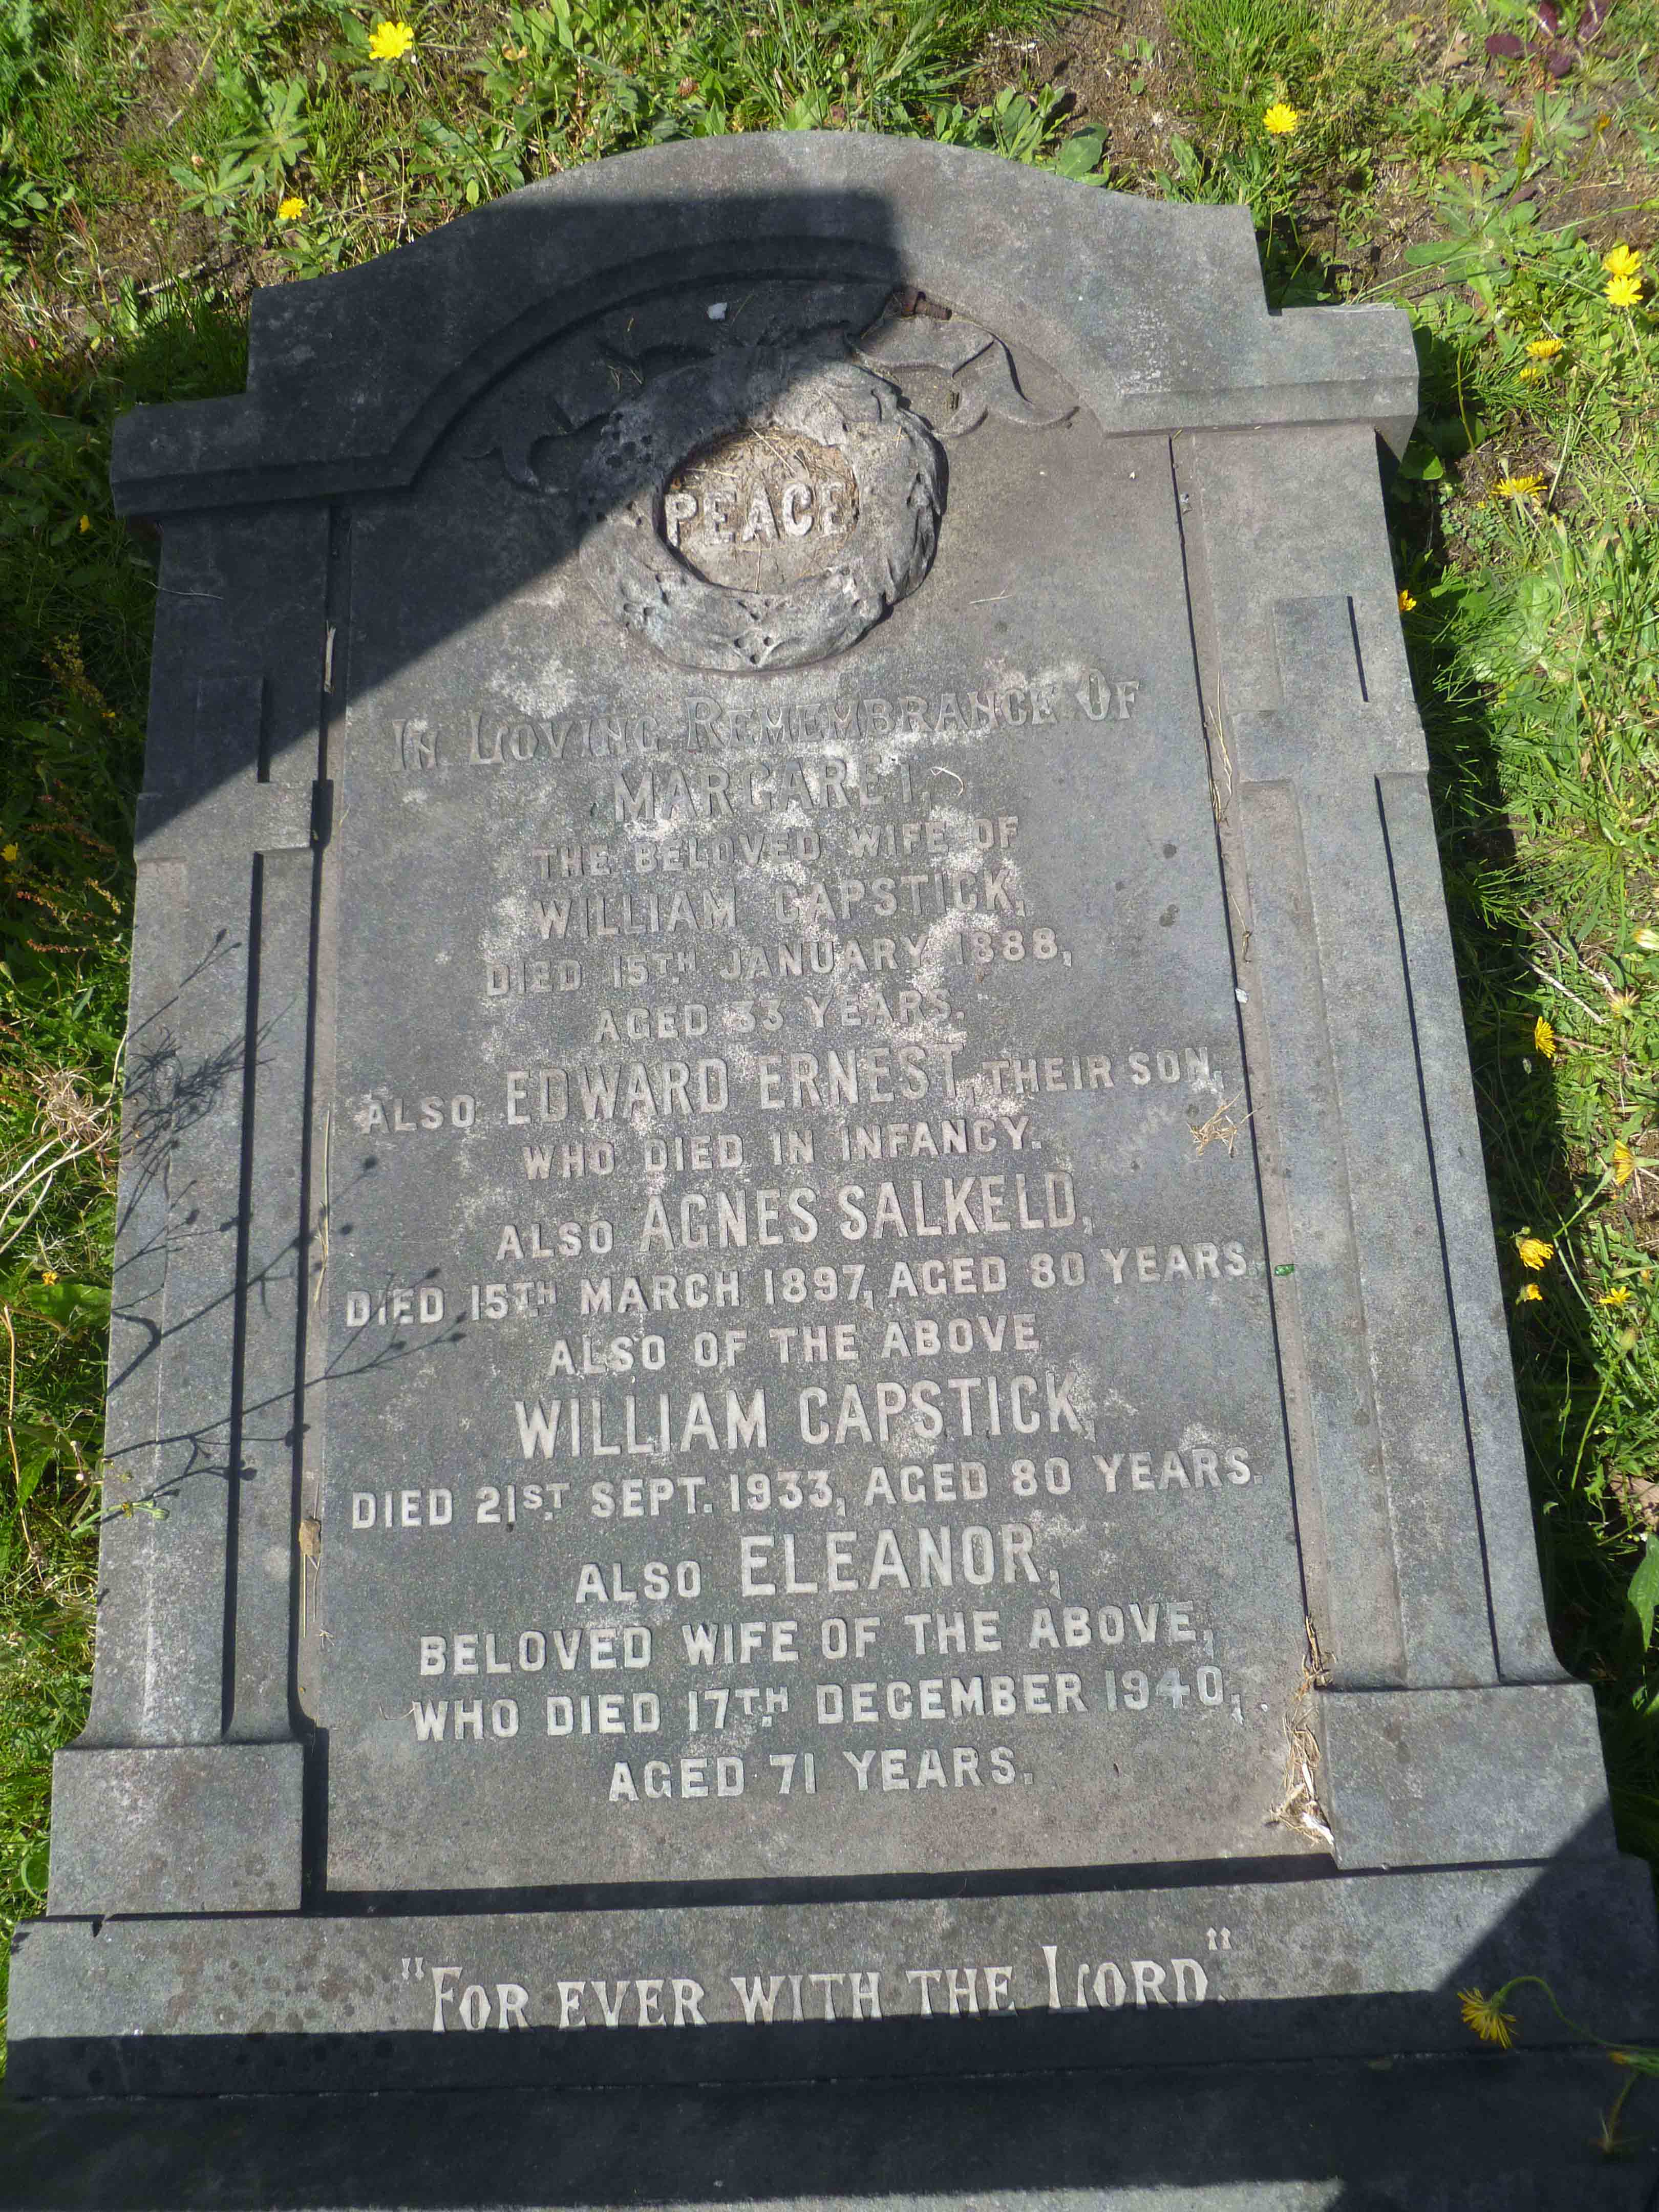 PEACE
IN LOVING REMEMBRANCE OF
MARGARET,
THE BELOVED WIFE OF
WILLIAM CAPSTICK,
DIED 15TH JANUARY 1888,
AGED 33 YEARS.
ALSO EDWARD ERNEST, THEIR SON,
WHO DIED IN INFANCY.
ALSO AGNES SALKELD,
DIED 15TH MARCH 1897, AGED 80 YEARS.
ALSO OF THE ABOVE
WILLIAM CAPSTICK,
DIED 21ST SEPT. 1933, AGED 80 YEARS.
ALSO ELEANOR,
BELOVED WIFE OF THE ABOVE,
WHO DIED 17TH DECEMBER 1940,
AGED 71 YEARS.
"FOR EVER WITH THE LORD."